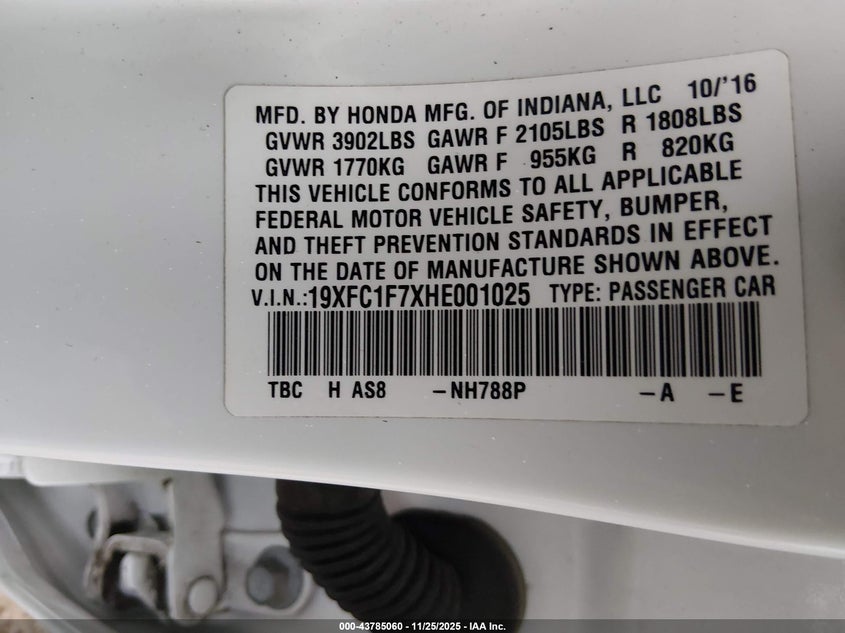 MFD. BY HONDA MFG. OF INDIANA, LLC 10/'16
GVWR 3902LBS GAWR F 2105LBS R 1808LBS
GVWR 1770KG GAWR F 955KG R 820KG
THIS VEHICLE CONFORMS TO ALL APPLICABLE
FEDERAL MOTOR VEHICLE SAFETY, BUMPER,
AND THEFT PREVENTION STANDARDS IN EFFECT
ON THE DATE OF MANUFACTURE SHOWN ABOVE.
V.I.N.:19XFC1F7XHE001025 TYPE: PASSENGER CAR
TBC H AS8 –NH788P –A –E
000-43785060 - 11/25/2025 - IAA Inc.